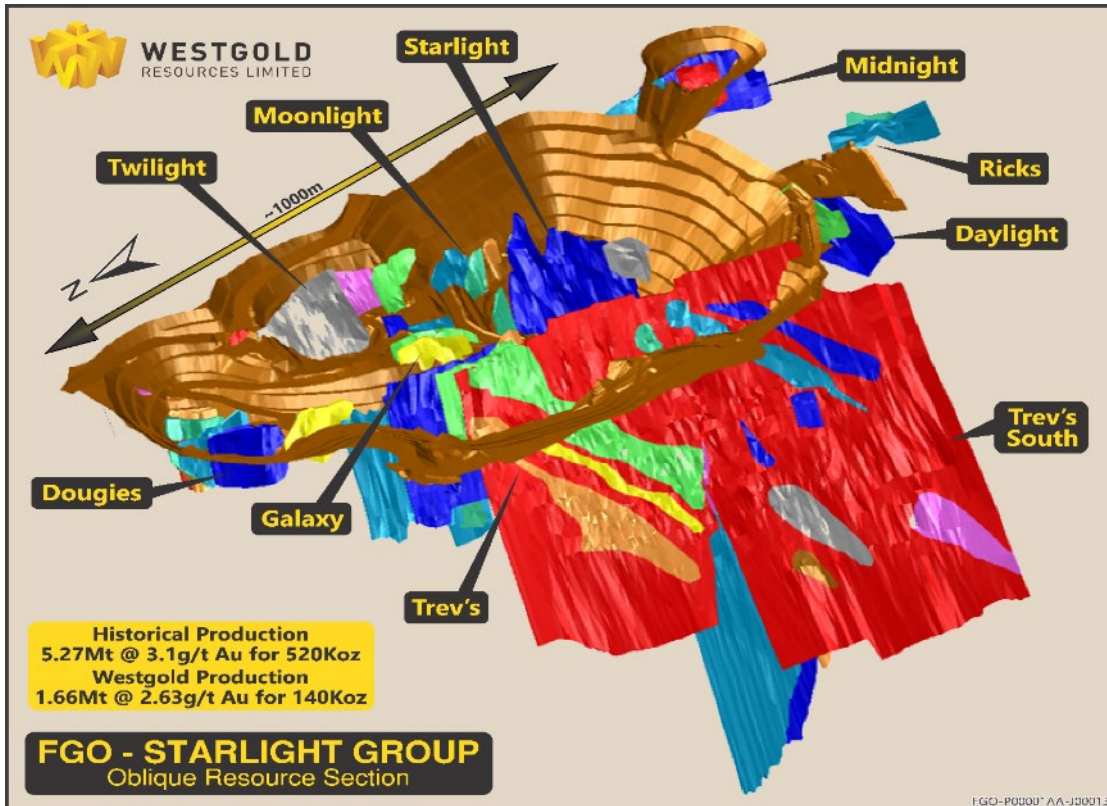 WESTGOLD
RESOURCES LIMITED
Starlight
Midnight
Moonlight
Twilight
Ricks
~1000m
Daylight
N
Trev's
South
Dougies
Galaxy
Trev's
Historical Production
5.27Mt @ 3.1g/t Au for 520Koz
Westgold Production
1.66Mt @ 2.63g/t Au for 140Koz
FGO - STARLIGHT GROUP
Oblique Resource Section